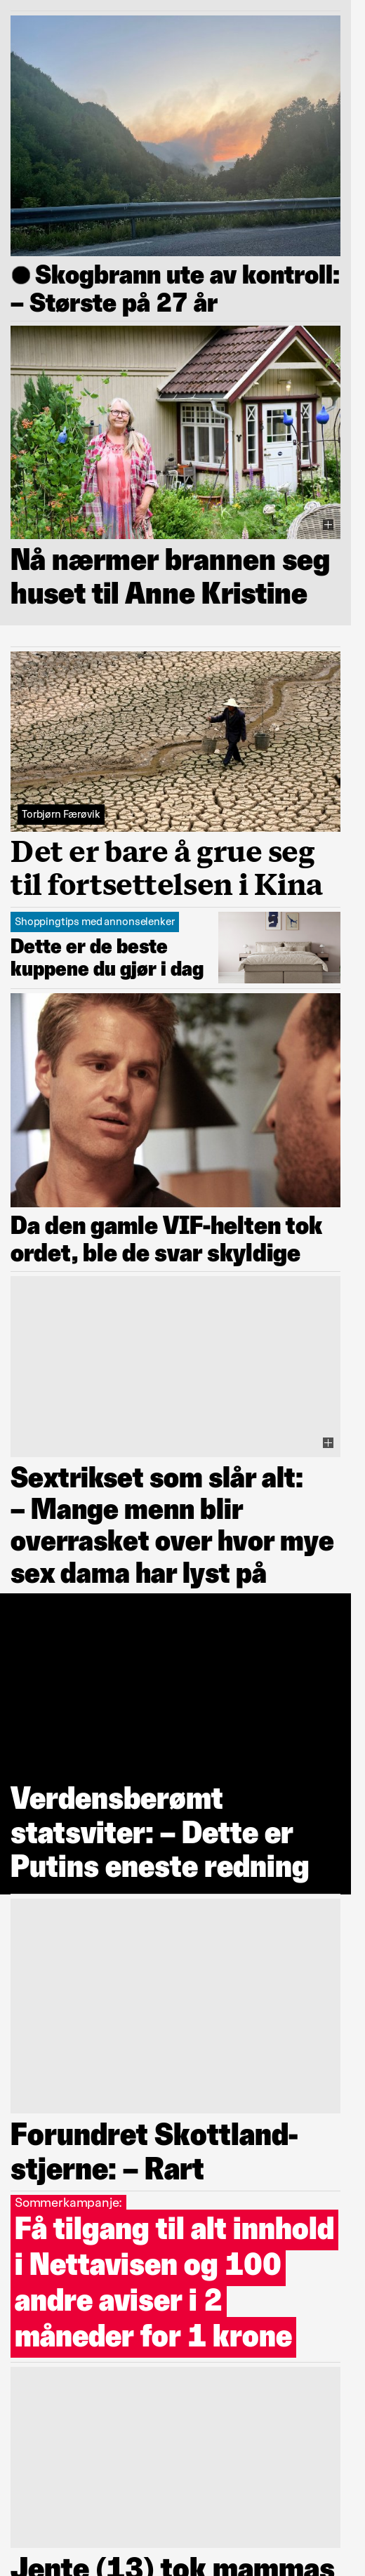 Skogbrann ute av kontroll:
– Største på 27 år
Nå nærmer brannen seg
huset til Anne Kristine
Torbjørn Færøvik
Det er bare å grue seg
til fortsettelsen i Kina
Shoppingtips med annonselenker
Dette er de beste
kuppene du gjør i dag
Da den gamle VIF-helten tok
ordet, ble de svar skyldige
Sextrikset som slår alt:
– Mange menn blir
overrasket over hvor mye
sex dama har lyst på
Verdensberømt
statsviter: – Dette er
Putins eneste redning
Forundret Skottland-
stjerne: – Rart
Sommerkampanje:
Få tilgang til alt innhold
i Nettavisen og 100
andre aviser i 2
måneder for 1 krone
Jente (13) tok mammas